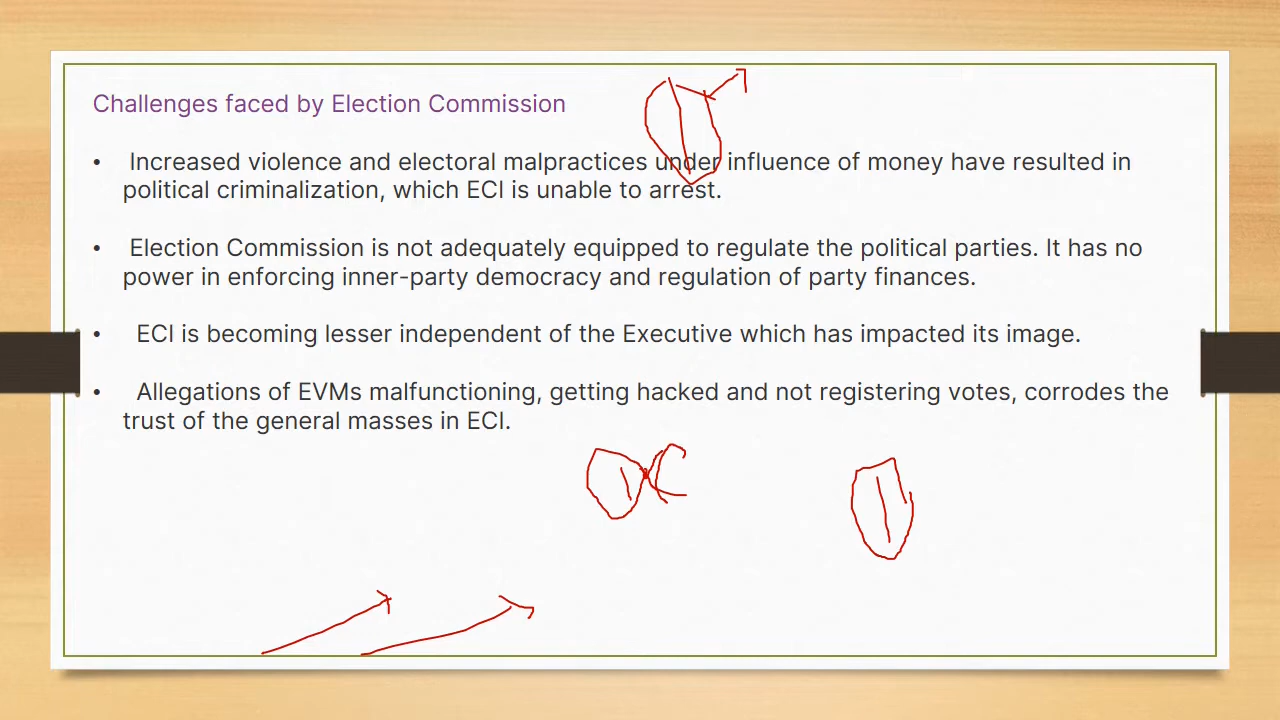 Challenges faced by Election Commission
• Increased violence and electoral malpractices under influence of money have resulted in
political criminalization, which ECI is unable to arrest.
• Election Commission is not adequately equipped to regulate the political parties. It has no
power in enforcing inner-party democracy and regulation of party finances.
• ECI is becoming lesser independent of the Executive which has impacted its image.
• Allegations of EVMs malfunctioning, getting hacked and not registering votes, corrodes the
trust of the general masses in ECI.